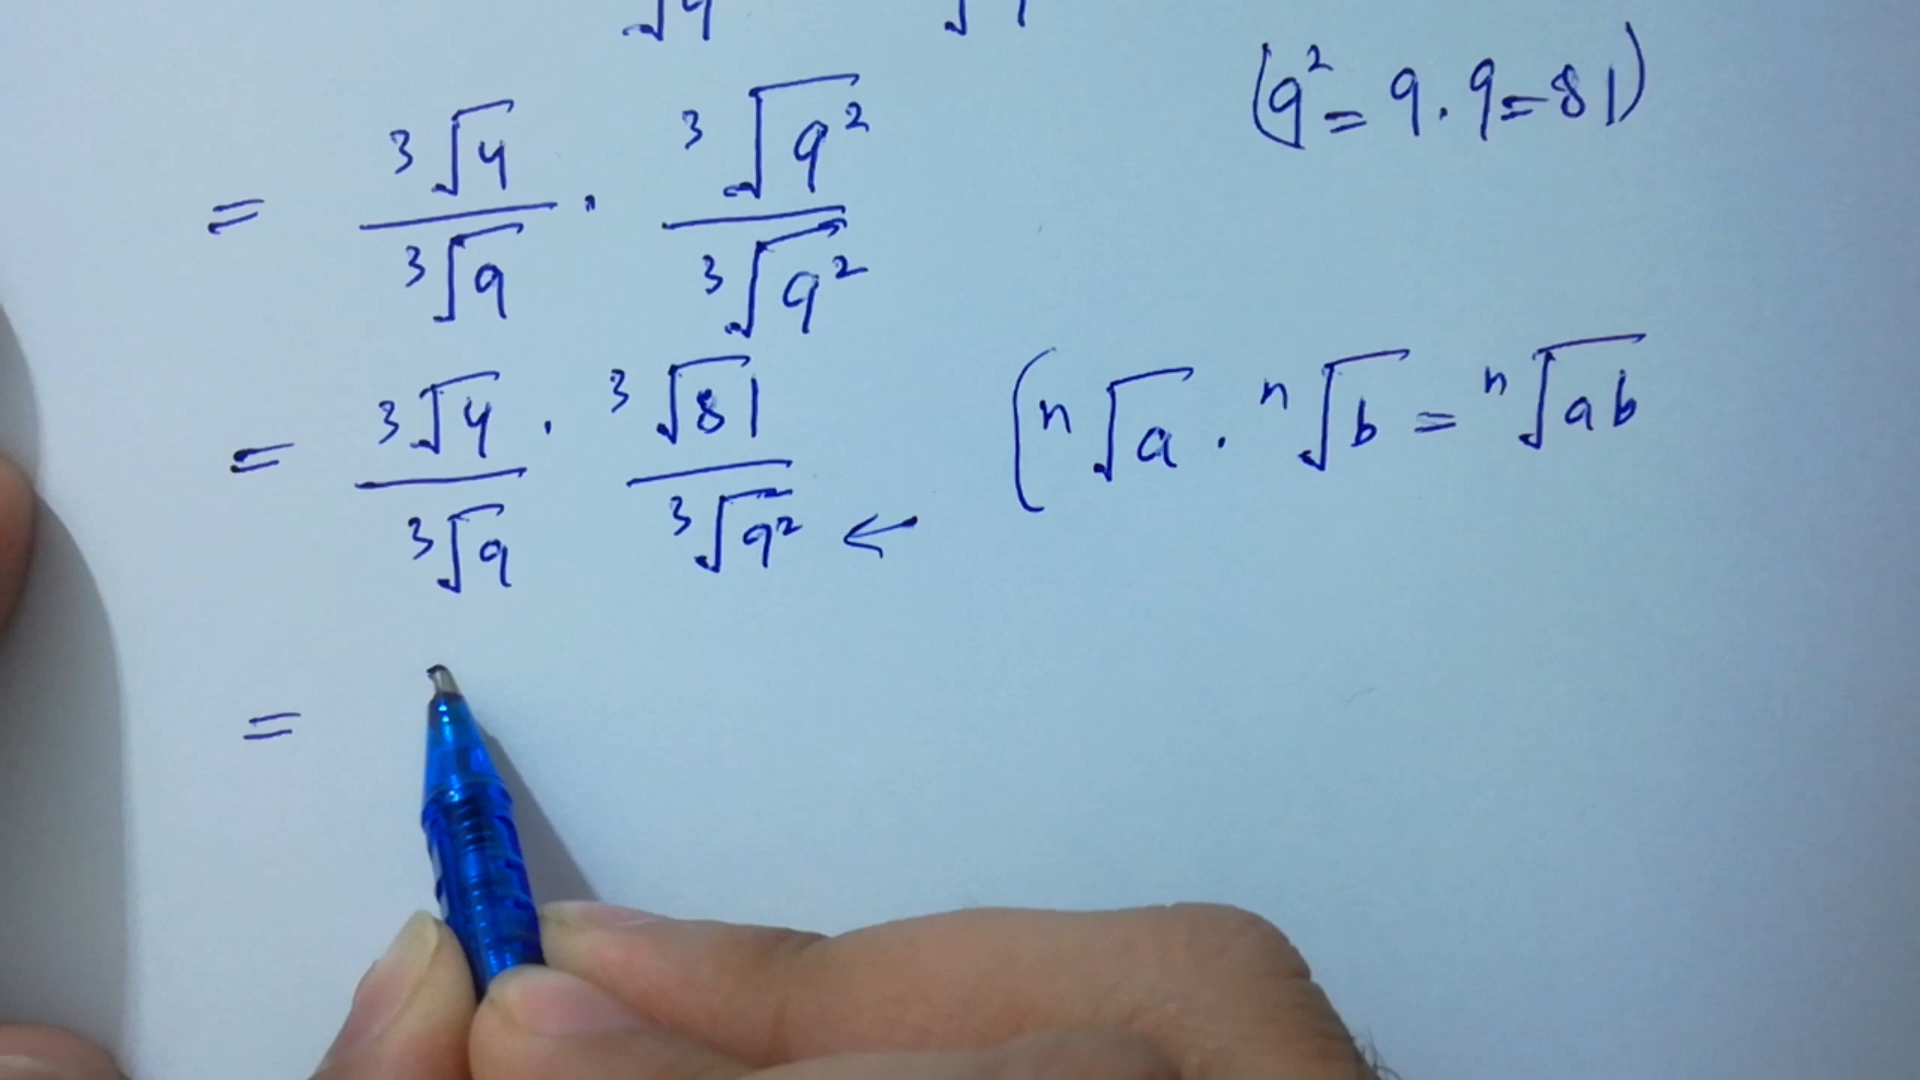 = ³√4 / ³√9 · ³√9² / ³√9² (9² = 9 . 9 = 81)
= ³√4 / ³√9 · ³√81 / ³√9² ← (ⁿ√a . ⁿ√b = ⁿ√ab
=